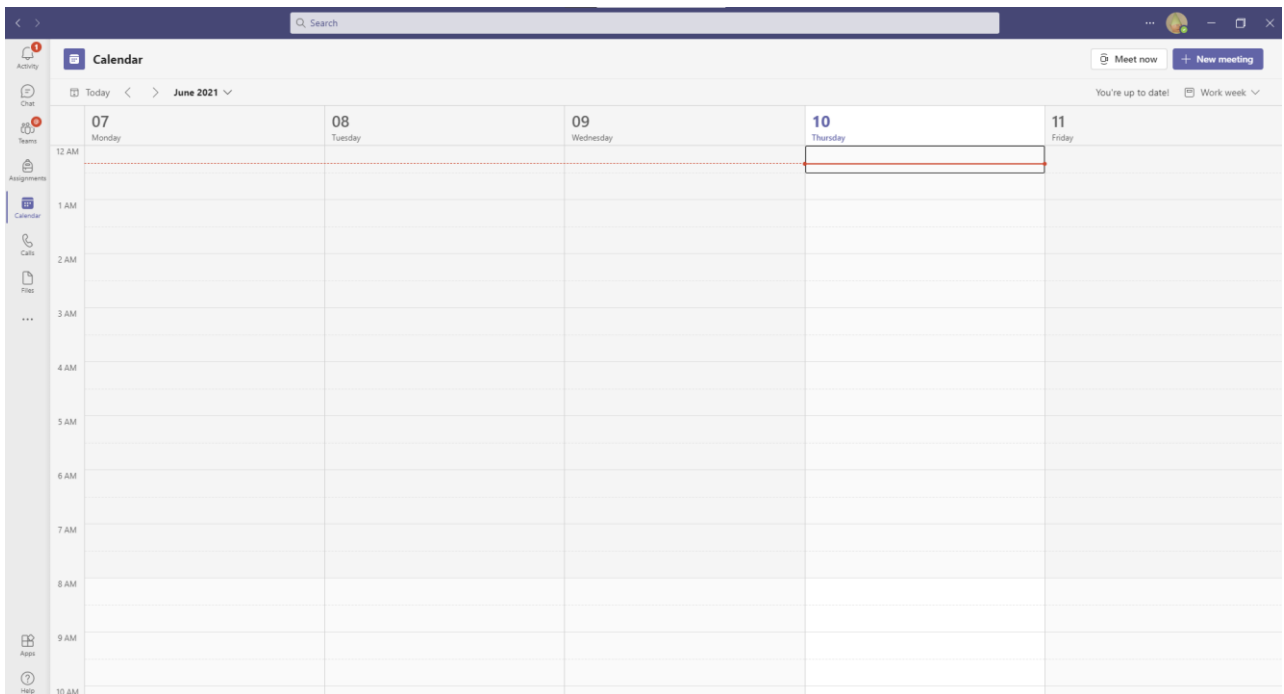 Search
1
Activity
Calendar
Meet now
+ New meeting
Chat
Today
June 2021
You're up to date!
Work week
Teams
07
Monday
08
Tuesday
09
Wednesday
10
Thursday
11
Friday
Assignments
Calendar
Calls
Files
12 AM
1 AM
2 AM
3 AM
4 AM
5 AM
6 AM
7 AM
8 AM
9 AM
10 AM
Apps
Help